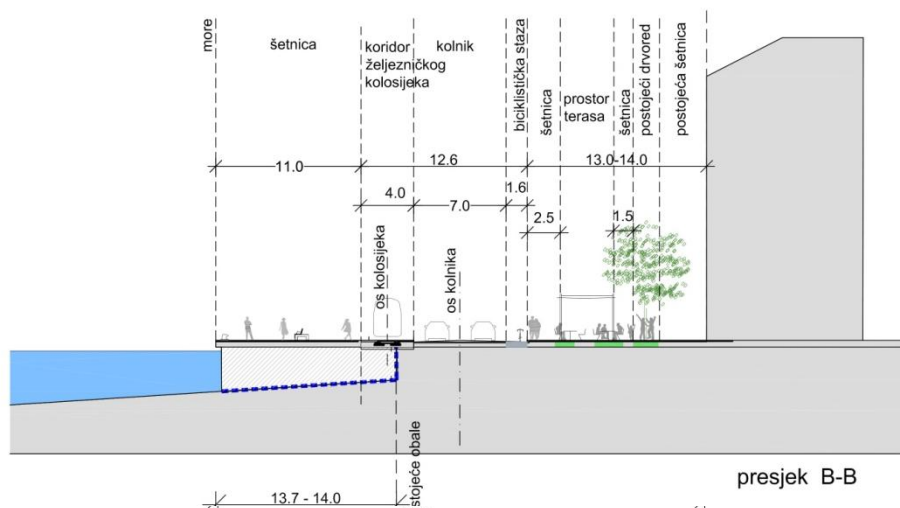 more
šetnica
koridor
željezničkog
kolosijeka
kolnik
biciklistička staza
šetnica
prostor
terasa
šetnica
postojeći drvored
postojeća šetnica
11.0
12.6
13.0-14.0
4.0
7.0
1.6
2.5
1.5
os kolosijeka
os kolnika
stojeće obale
13.7 - 14.0
presjek B-B